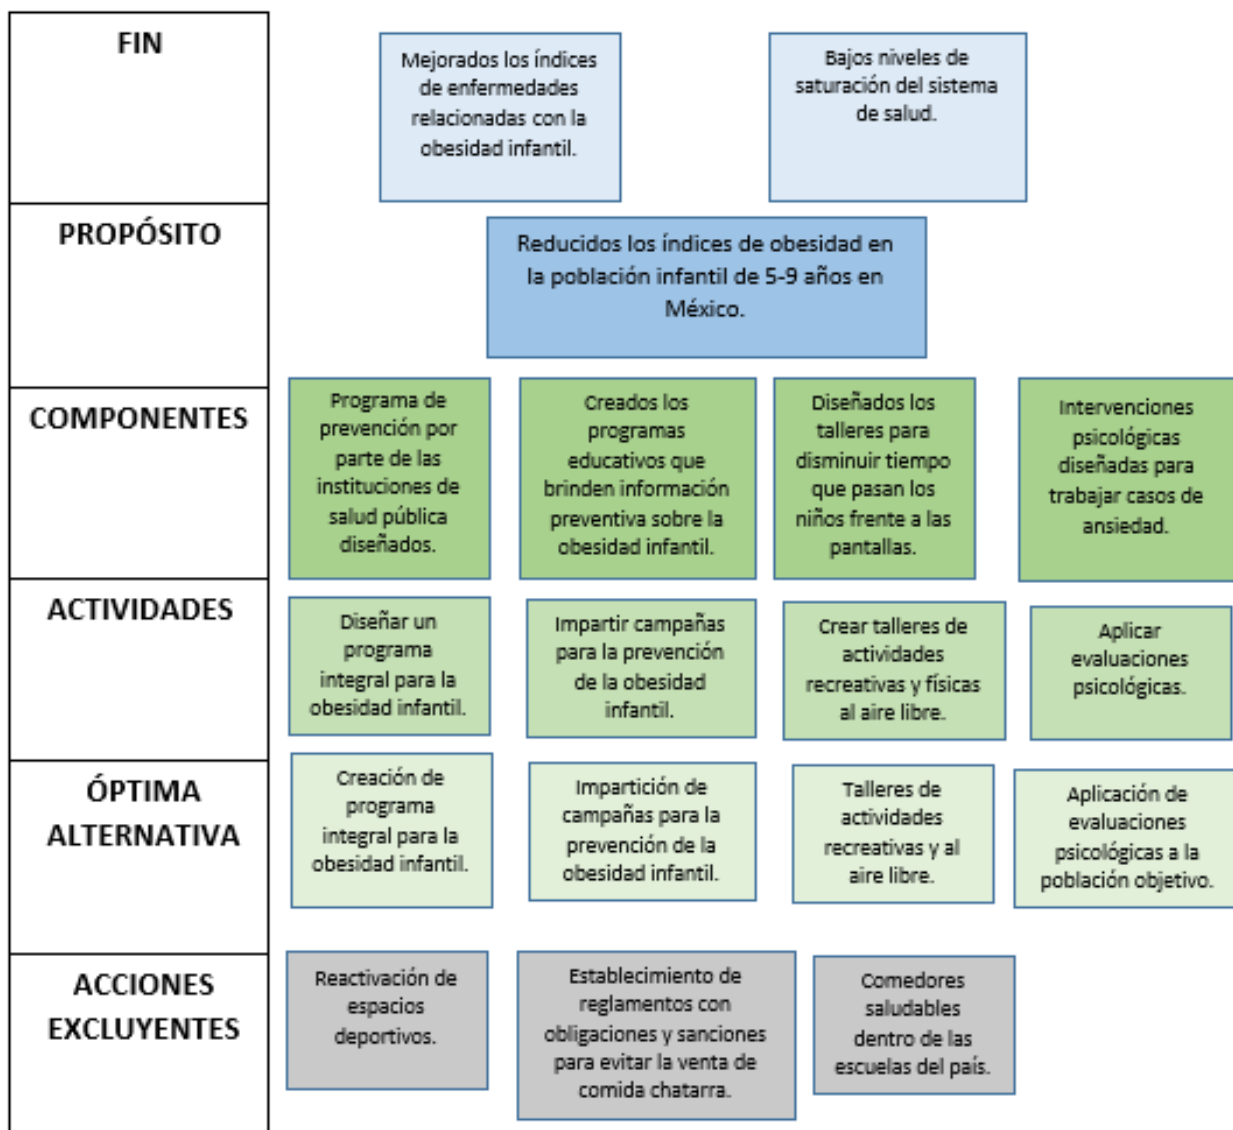 FIN
Mejorados los índices
de enfermedades
relacionadas con la
obesidad infantil.
Bajos niveles de
saturación del sistema
de salud.
PROPÓSITO
Reducidos los índices de obesidad en
la población infantil de 5-9 años en
México.
COMPONENTES
Programa de
prevención por
parte de las
instituciones de
salud pública
diseñados.
Creados los
programas
educativos que
brinden información
preventiva sobre la
obesidad infantil.
Diseñados los
talleres para
disminuir tiempo
que pasan los
niños frente a las
pantallas.
Intervenciones
psicológicas
diseñadas para
trabajar casos de
ansiedad.
ACTIVIDADES
Diseñar un
programa
integral para la
obesidad infantil.
Impartir campañas
para la prevención
de la obesidad
infantil.
Crear talleres de
actividades
recreativas y físicas
al aire libre.
Aplicar
evaluaciones
psicológicas.
ÓPTIMA
ALTERNATIVA
Creación de
programa
integral para la
obesidad infantil.
Impartición de
campañas para la
prevención de la
obesidad infantil.
Talleres de
actividades
recreativas y al
aire libre.
Aplicación de
evaluaciones
psicológicas a la
población objetivo.
ACCIONES
EXCLUYENTES
Reactivación de
espacios
deportivos.
Establecimiento de
reglamentos con
obligaciones y sanciones
para evitar la venta de
comida chatarra.
Comedores
saludables
dentro de las
escuelas del país.